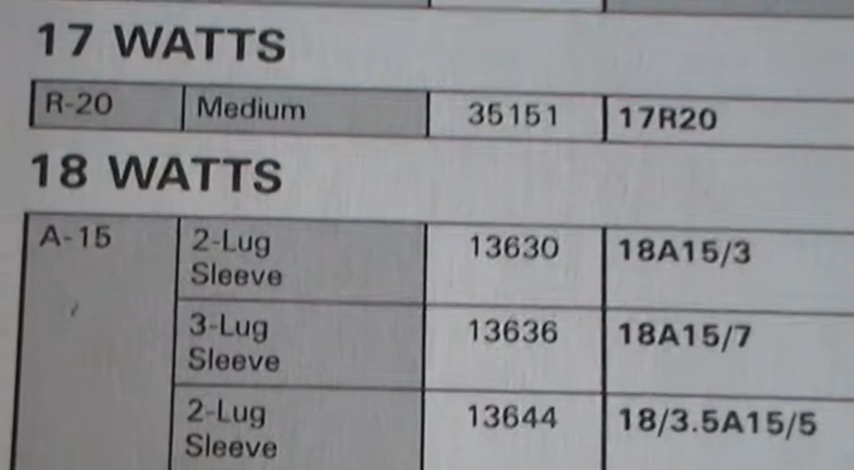 17 WATTS
R-20 Medium 35151 17R20
18 WATTS
A-15 2-Lug 13630 18A15/3
Sleeve
3-Lug 13636 18A15/7
Sleeve
2-Lug 13644 18/3.5A15/5
Sleeve